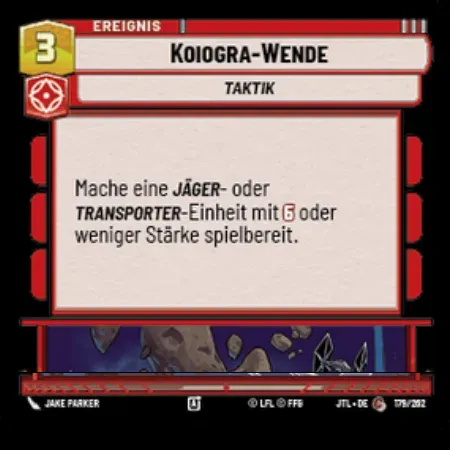 EREIGNIS
3
KOIOGRA-WENDE
TAKTIK
Mache eine JÄGER- oder
TRANSPORTER-Einheit mit 6 oder
weniger Stärke spielbereit.
JAKE PARKER
Ⓒ LFL Ⓟ FFG
JTL • DE
179/262